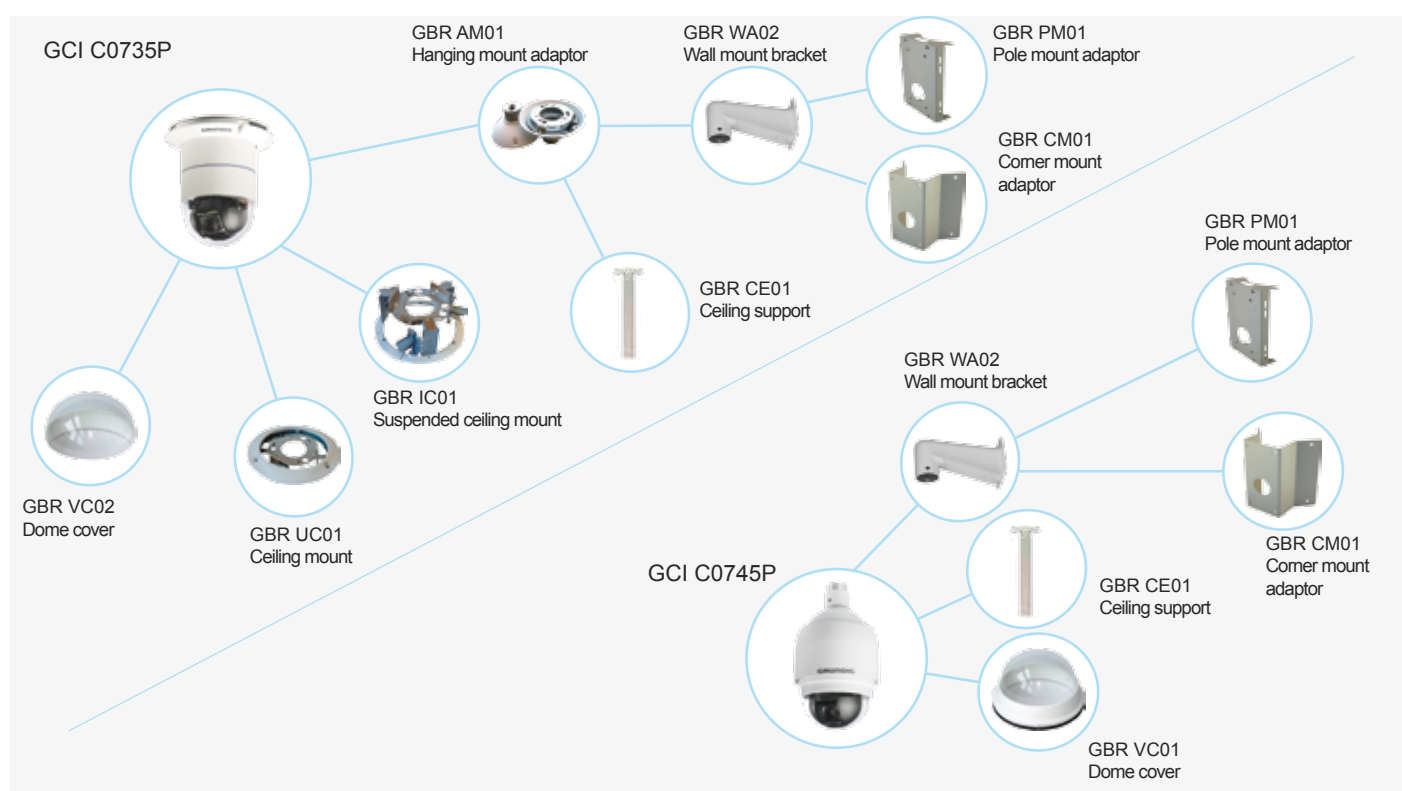 GCI C0735P
GBR AM01
Hanging mount adaptor
GBR WA02
Wall mount bracket
GBR PM01
Pole mount adaptor
GBR CM01
Corner mount
adaptor
GBR CE01
Ceiling support
GBR IC01
Suspended ceiling mount
GBR VC02
Dome cover
GBR UC01
Ceiling mount
GBR PM01
Pole mount adaptor
GBR WA02
Wall mount bracket
GBR CM01
Corner mount
adaptor
GCI C0745P
GRUNDIG
GBR CE01
Ceiling support
GBR VC01
Dome cover